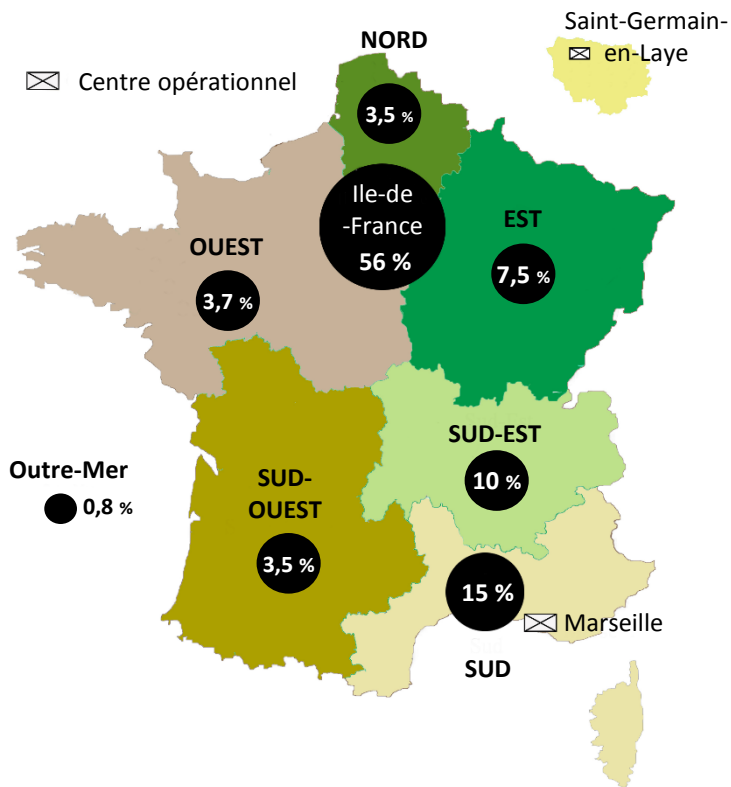 Saint-Germain-
en-Laye
NORD
Centre opérationnel
3,5 %
Ile-de
-France
56 %
EST
7,5 %
OUEST
3,7 %
SUD-EST
10 %
Outre-Mer
0,8 %
SUD-
OUEST
3,5 %
15 %
Marseille
SUD